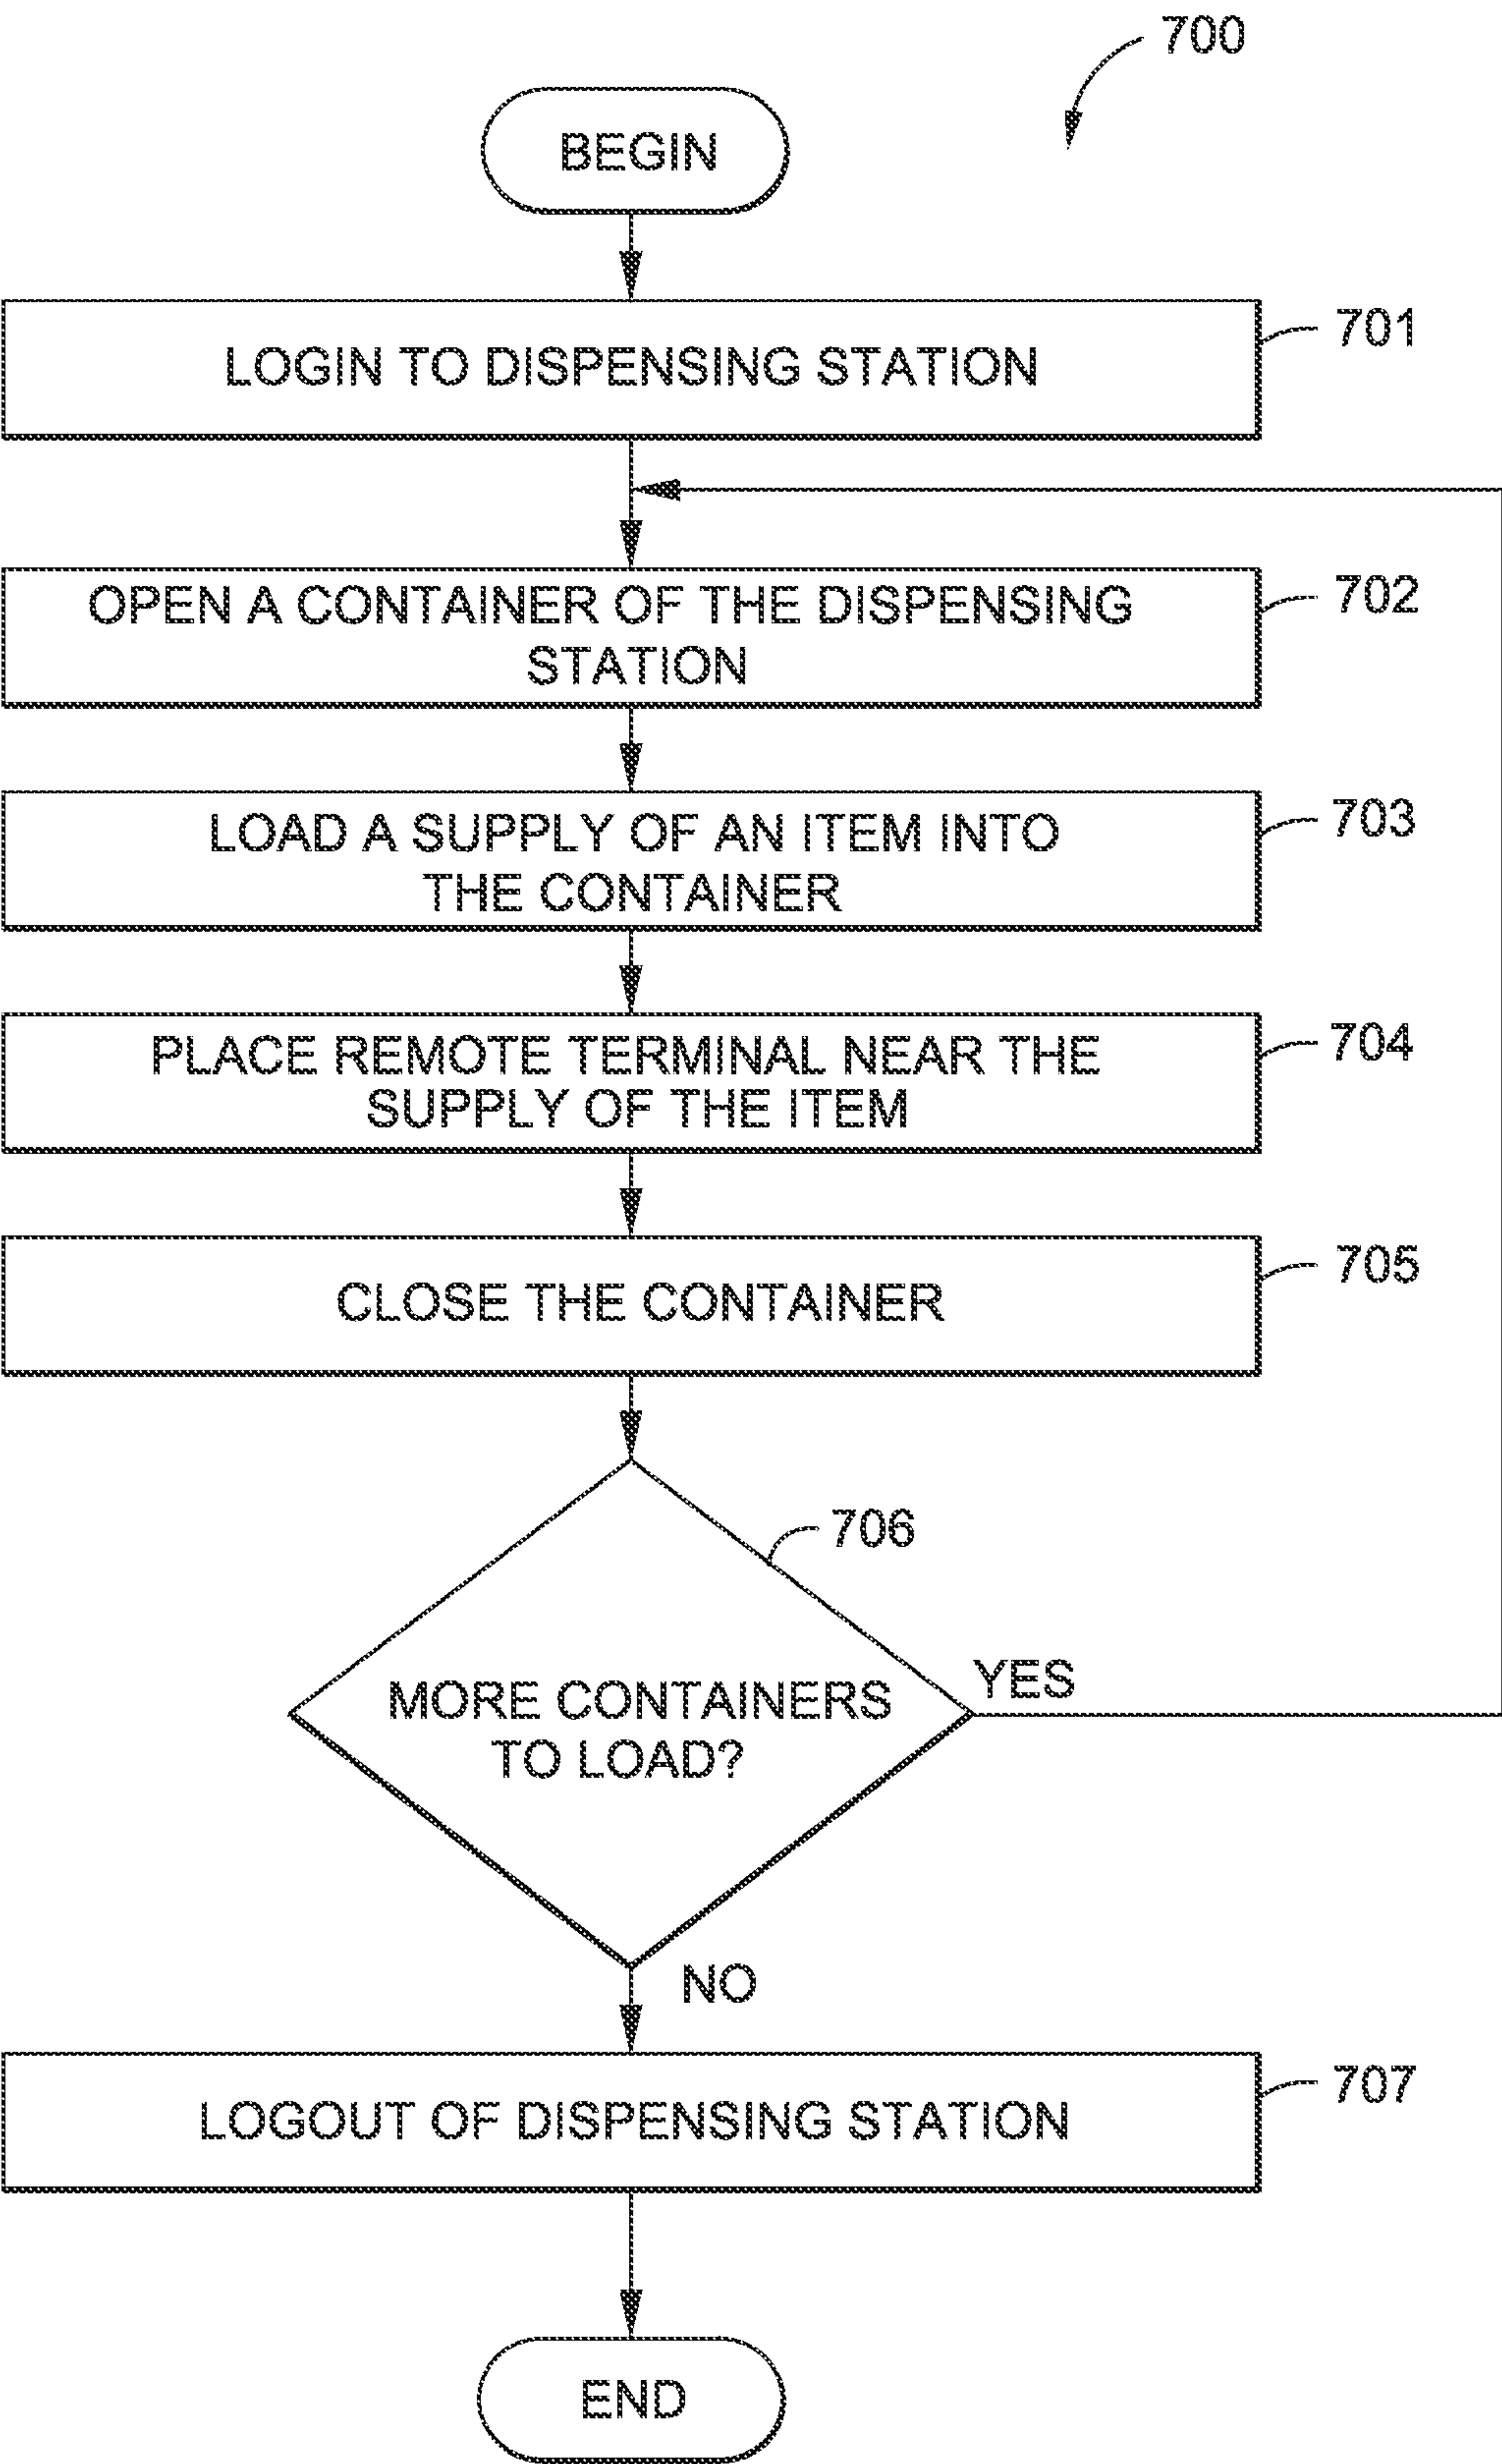 700
BEGIN
LOGIN TO DISPENSING STATION
701
OPEN A CONTAINER OF THE DISPENSING
STATION
702
LOAD A SUPPLY OF AN ITEM INTO
THE CONTAINER
703
PLACE REMOTE TERMINAL NEAR THE
SUPPLY OF THE ITEM
704
CLOSE THE CONTAINER
705
706
MORE CONTAINERS
TO LOAD?
YES
NO
LOGOUT OF DISPENSING STATION
707
END